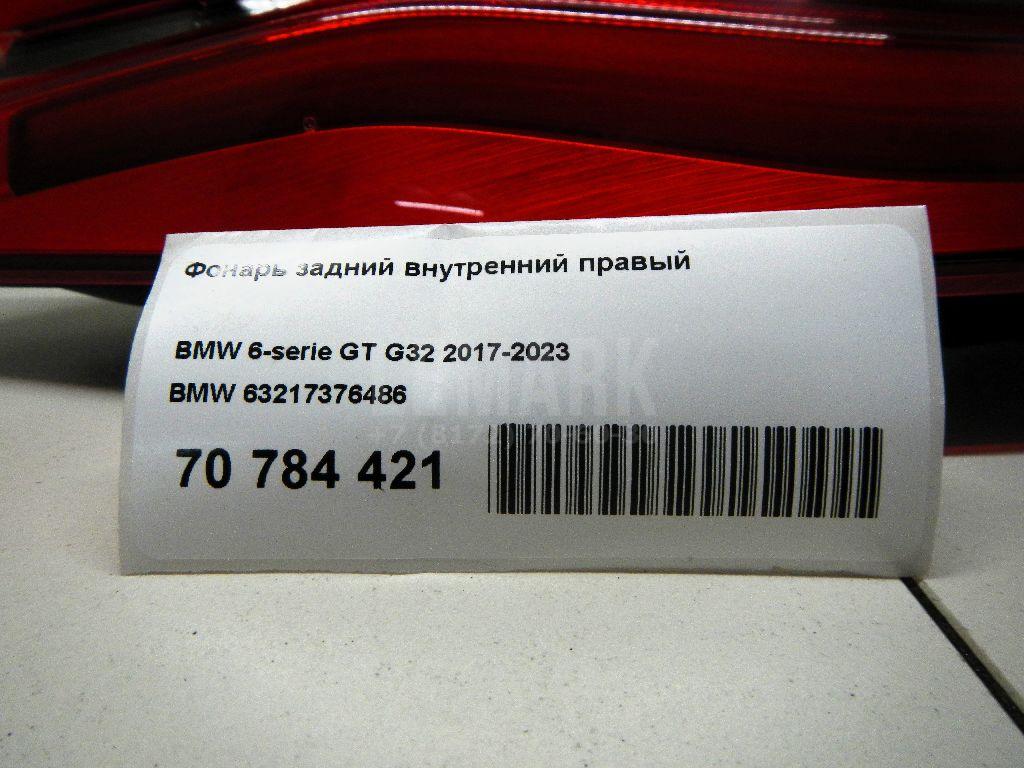 Фонарь задний внутренний правый
BMW 6-serie GT G32 2017-2023
BMW 63217376486
70 784 421